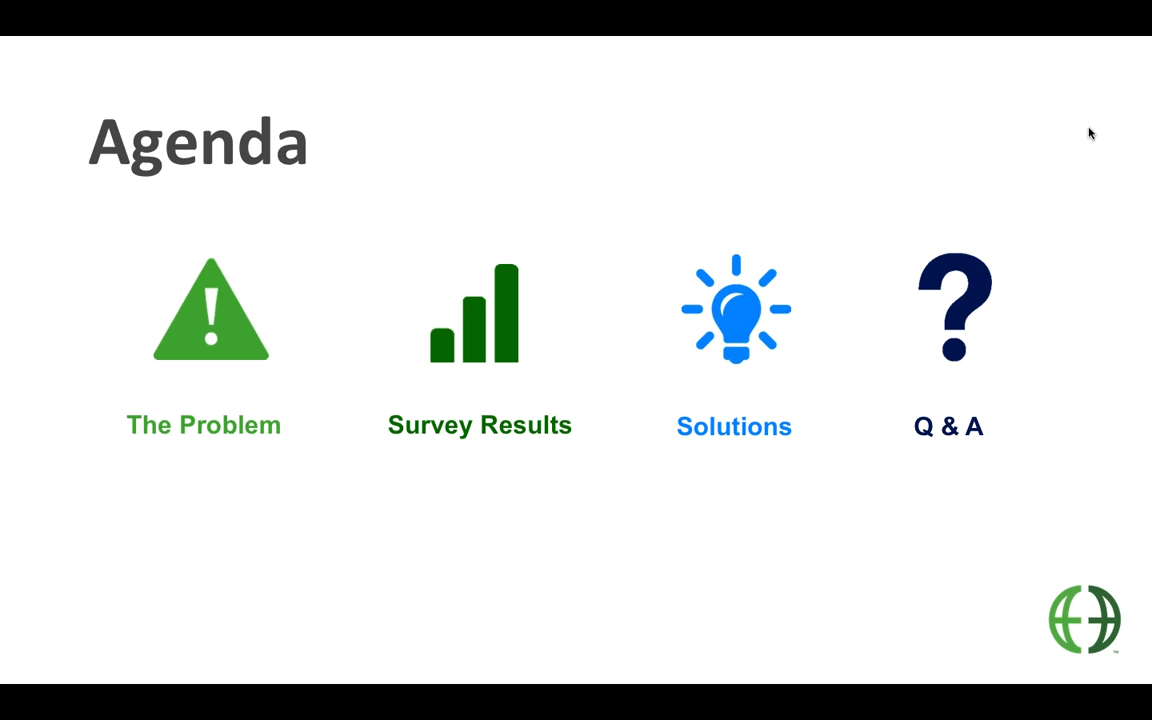 Agenda
The Problem
Survey Results
Solutions
Q & A